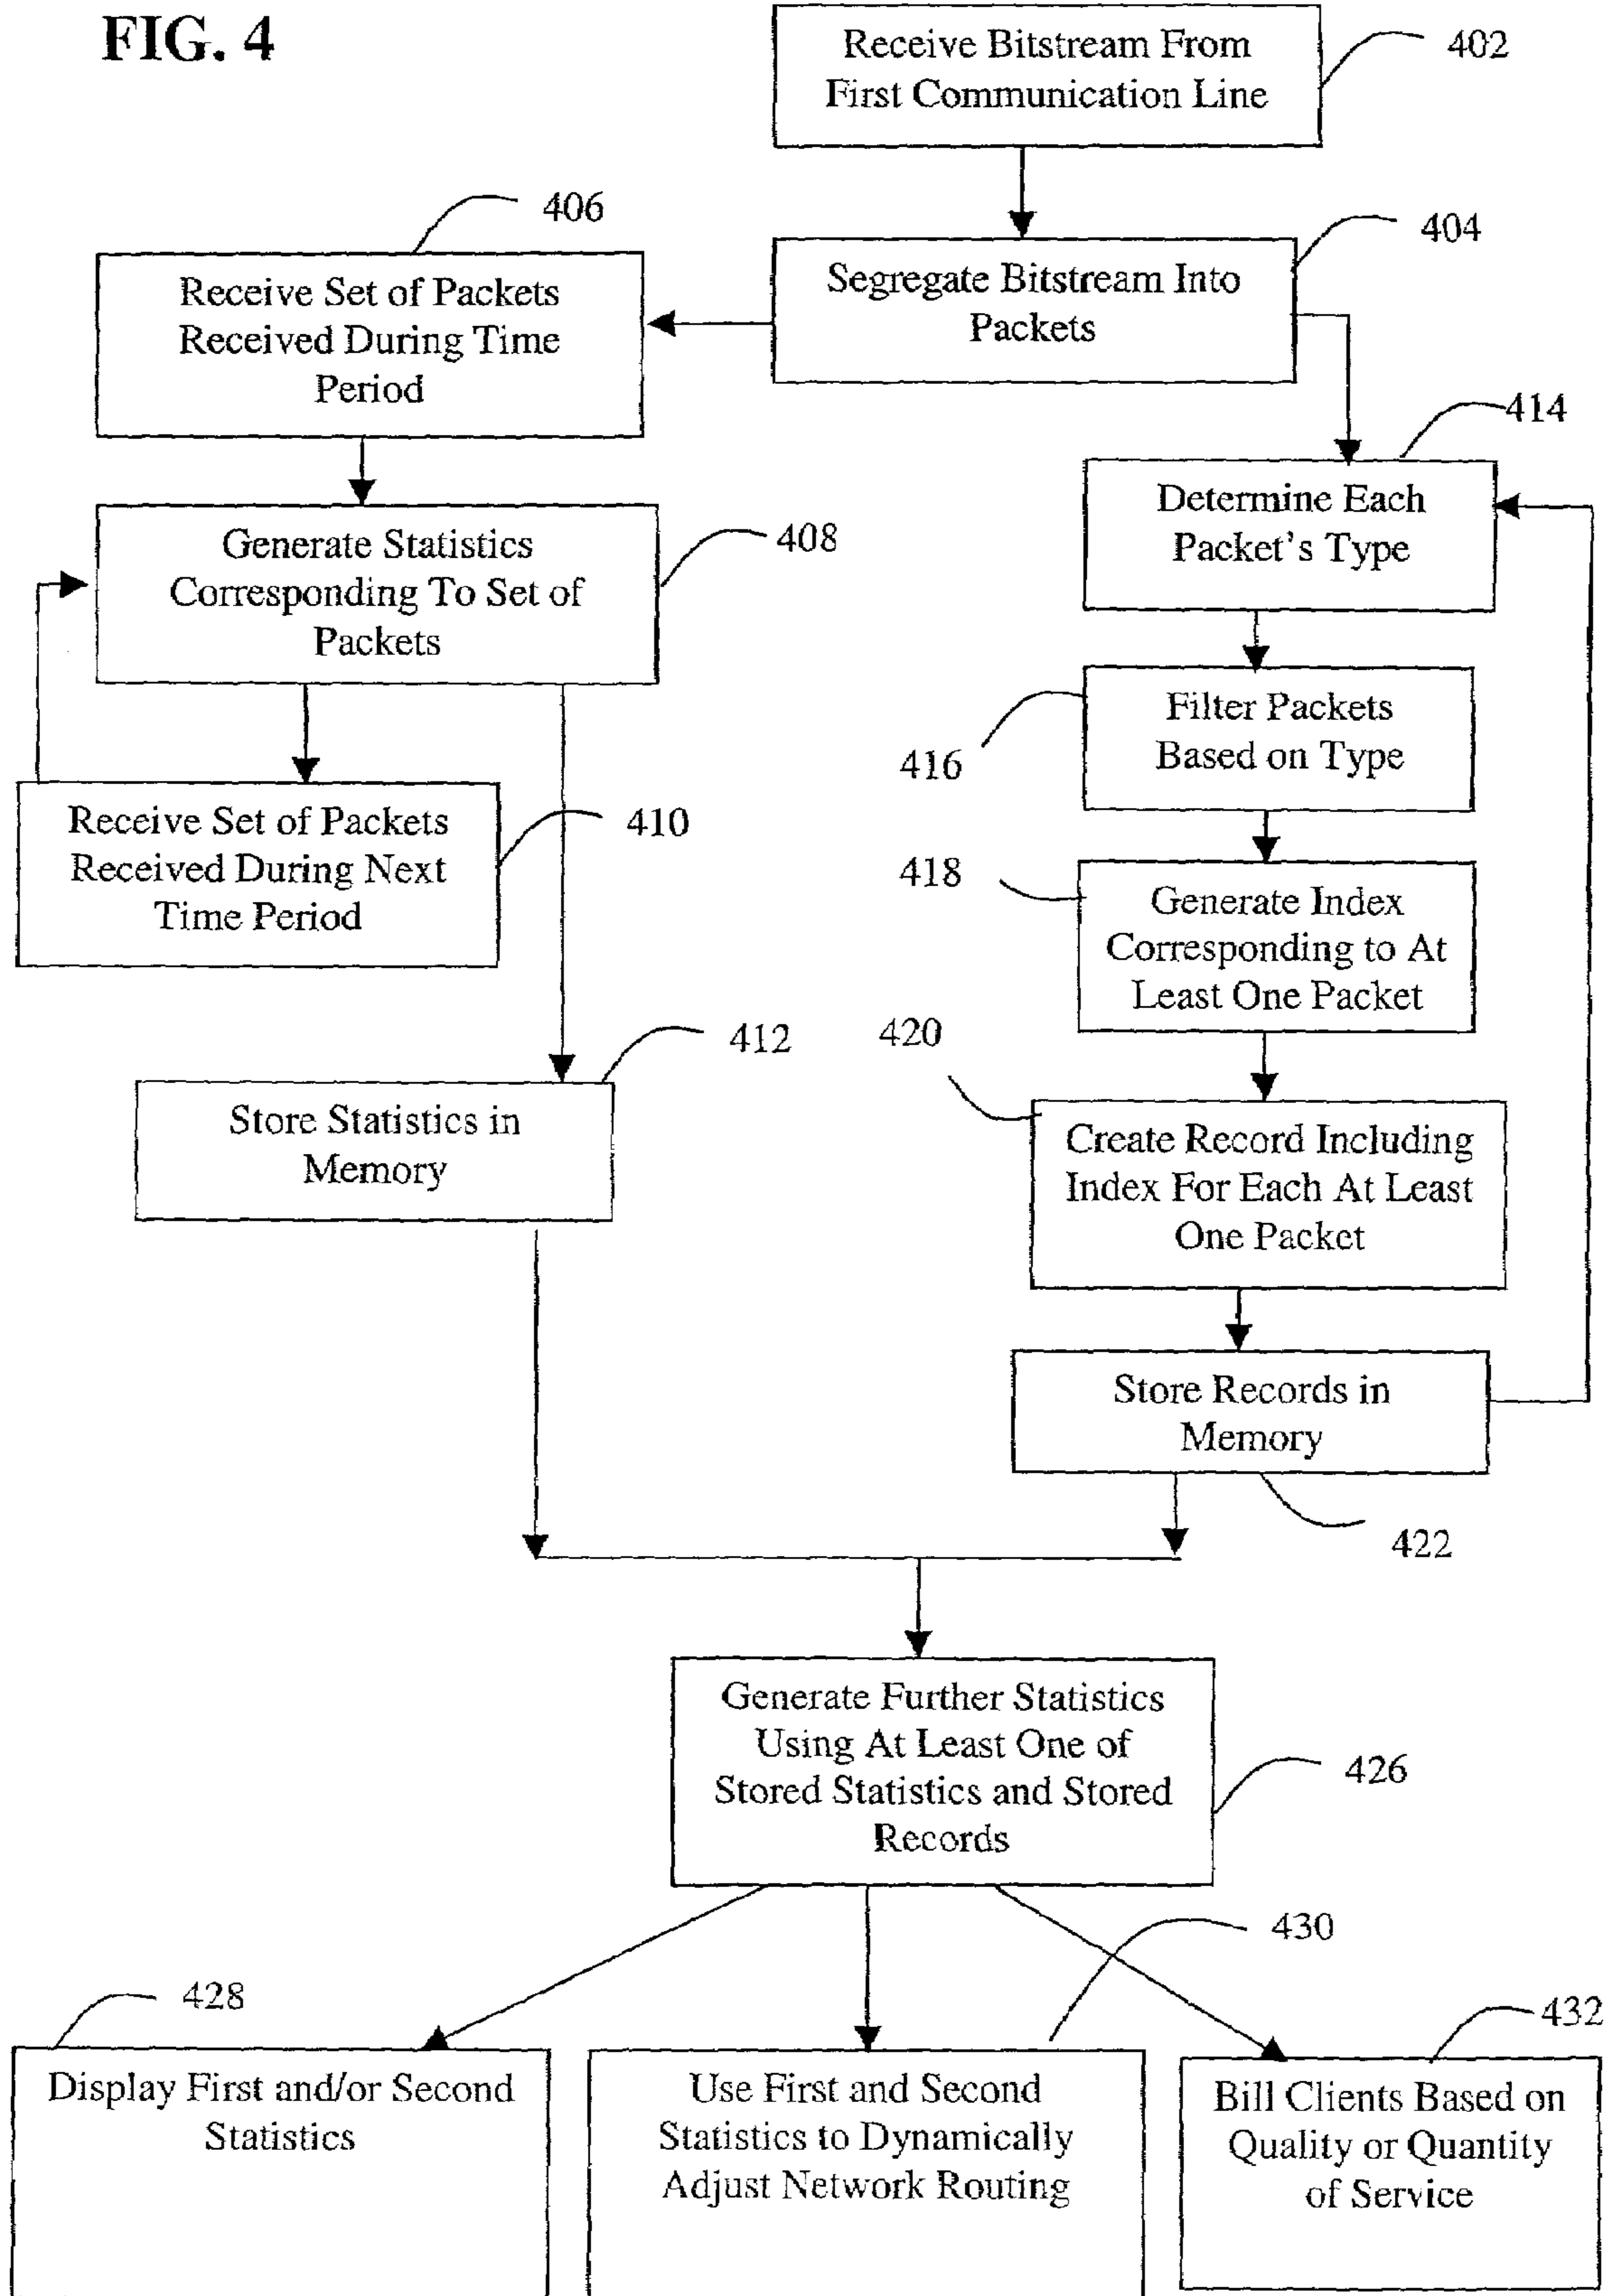 FIG. 4
Receive Bitstream From
First Communication Line
402
406
404
Segregate Bitstream Into
Packets
Receive Set of Packets
Received During Time
Period
414
Determine Each
Packet's Type
Generate Statistics
Corresponding To Set of
Packets
408
Filter Packets
Based on Type
416
Receive Set of Packets
Received During Next
Time Period
410
418
Generate Index
Corresponding to At
Least One Packet
412
420
Store Statistics in
Memory
Create Record Including
Index For Each At Least
One Packet
Store Records in
Memory
422
Generate Further Statistics
Using At Least One of
Stored Statistics and Stored
Records
426
430
428
432
Display First and/or Second
Statistics
Use First and Second
Statistics to Dynamically
Adjust Network Routing
Bill Clients Based on
Quality or Quantity
of Service